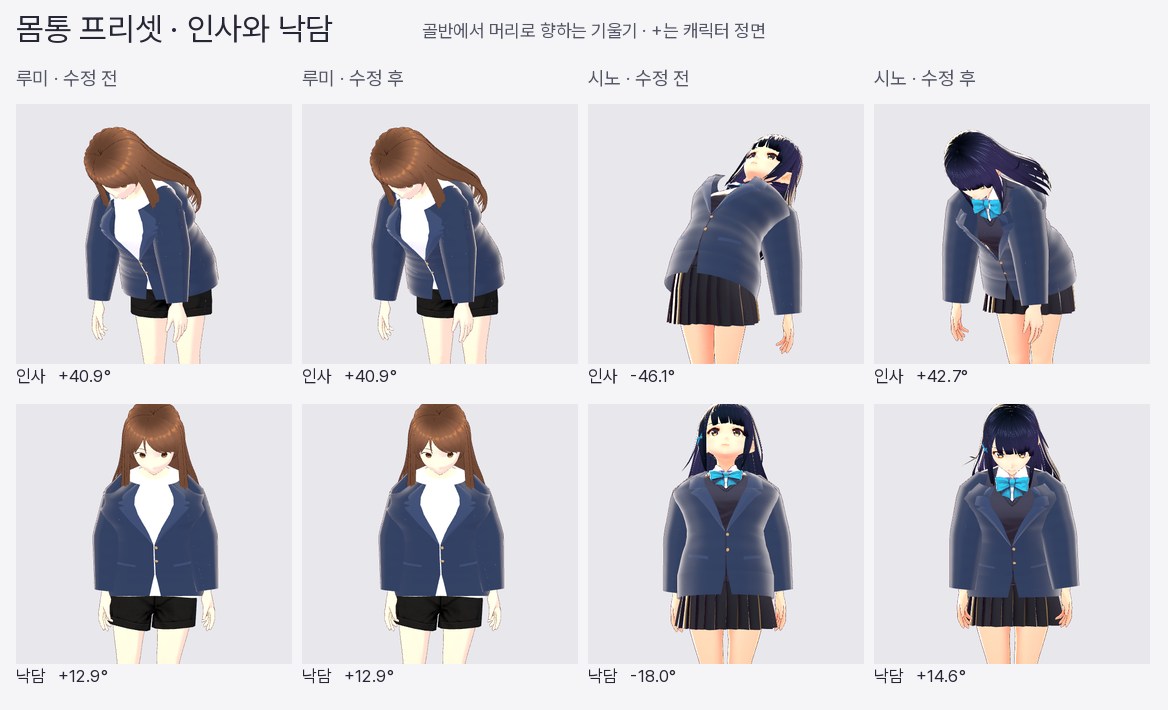 몸통 프리셋 · 인사와 낙담
골반에서 머리로 향하는 기울기 · +는 캐릭터 정면
루미 · 수정 전
루미 · 수정 후
시노 · 수정 전
시노 · 수정 후
인사 +40.9°
인사 +40.9°
인사 -46.1°
인사 +42.7°
낙담 +12.9°
낙담 +12.9°
낙담 -18.0°
낙담 +14.6°